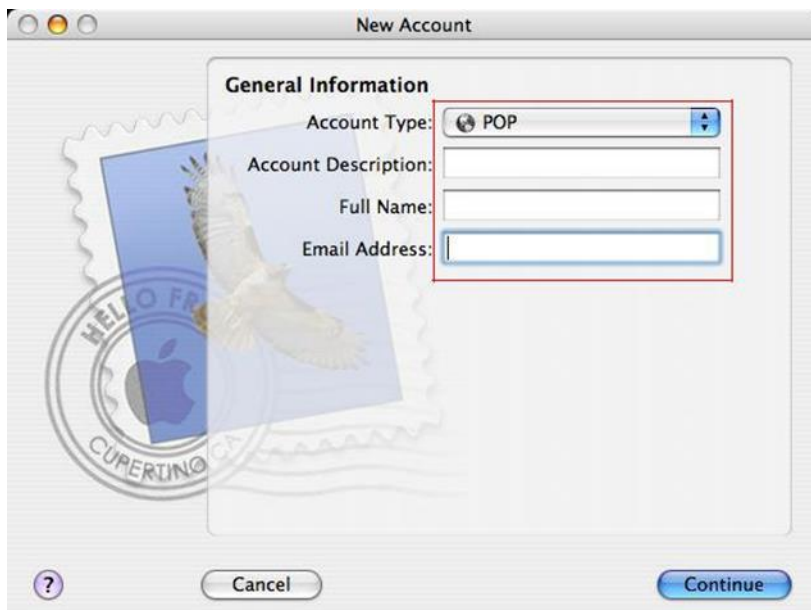 New Account
General Information
Account Type: POP
Account Description:
Full Name:
Email Address:
HELLO FR
CUPERTINO CA
?
Cancel
Continue